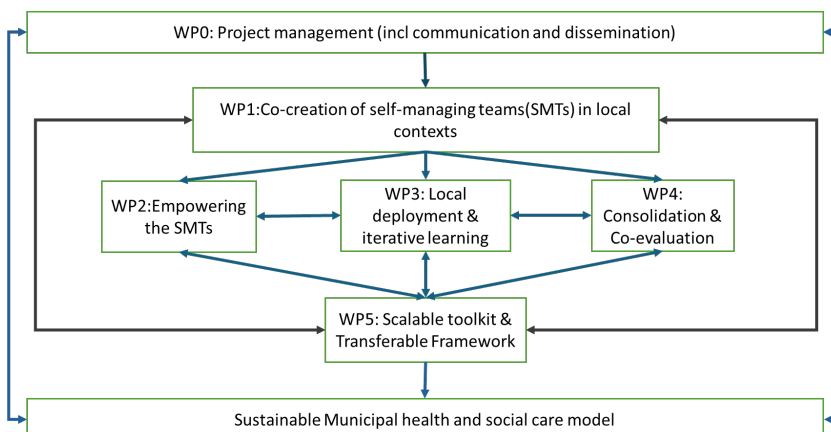 WP0: Project management (incl communication and dissemination)
WP1:Co-creation of self-managing teams(SMTs) in local
contexts
WP2:Empowering
the SMTs
WP3: Local
deployment &
iterative learning
WP4:
Consolidation &
Co-evaluation
WP5: Scalable toolkit &
Transferable Framework
Sustainable Municipal health and social care model